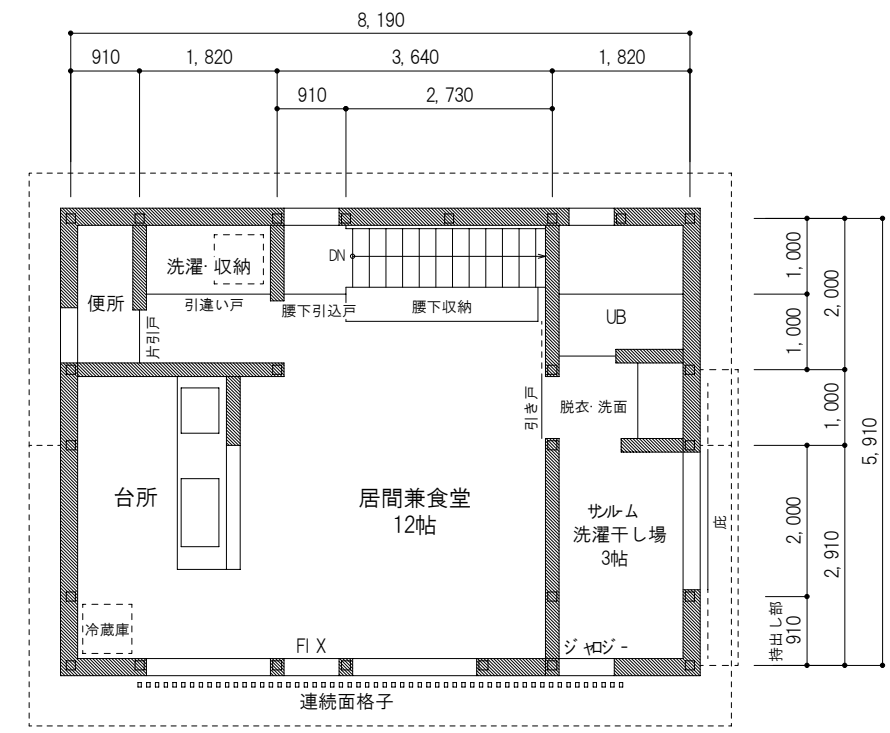 8,190
910
1,820
3,640
1,820
910
2,730
DN
洗濯・収納
便所
引違い戸
腰下引込戸
腰下収納
片引戸
UB
引き戸
脱衣・洗面
1,000
1,000
2,000
1,000
5,910
2,000
2,910
持出し部
910
台所
居間兼食堂
12帖
サンルーム
洗濯干し場
3帖
庇
冷蔵庫
FIX
ジャロジー
連続面格子